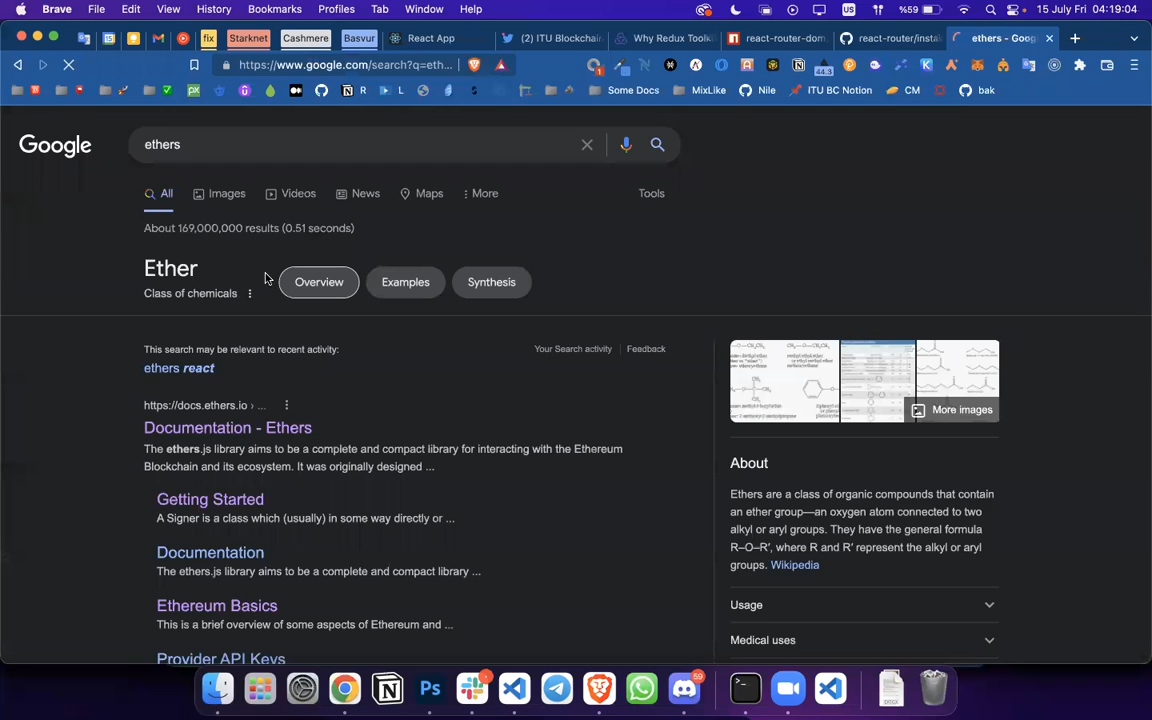 Brave File Edit View History Bookmarks Profiles Tab Window Help US %59 15 July Fri 04:19:04
fix Starknet Cashmere Basvur React App (2) ITU Blockchain Why Redux Toolki react-router-dom. react-router/instal ethers - Goog
https://www.google.com/search?q=eth...
44.3
px R L Some Docs MixLike Nile ITU BC Notion CM bak
Google
ethers
All Images Videos News Maps More Tools
About 169,000,000 results (0.51 seconds)
Ether
Class of chemicals
Overview Examples Synthesis
This search may be relevant to recent activity:
Your Search activity Feedback
ethers react
https://docs.ethers.io › ...
Documentation - Ethers
The ethers.js library aims to be a complete and compact library for interacting with the Ethereum
Blockchain and its ecosystem. It was originally designed ...
Getting Started
A Signer is a class which (usually) in some way directly or ...
Documentation
The ethers.js library aims to be a complete and compact library ...
Ethereum Basics
This is a brief overview of some aspects of Ethereum and ...
Provider API Keys
More images
About
Ethers are a class of organic compounds that contain
an ether group—an oxygen atom connected to two
alkyl or aryl groups. They have the general formula
R–O–R′, where R and R′ represent the alkyl or aryl
groups. Wikipedia
Usage
Medical uses
Ps
59